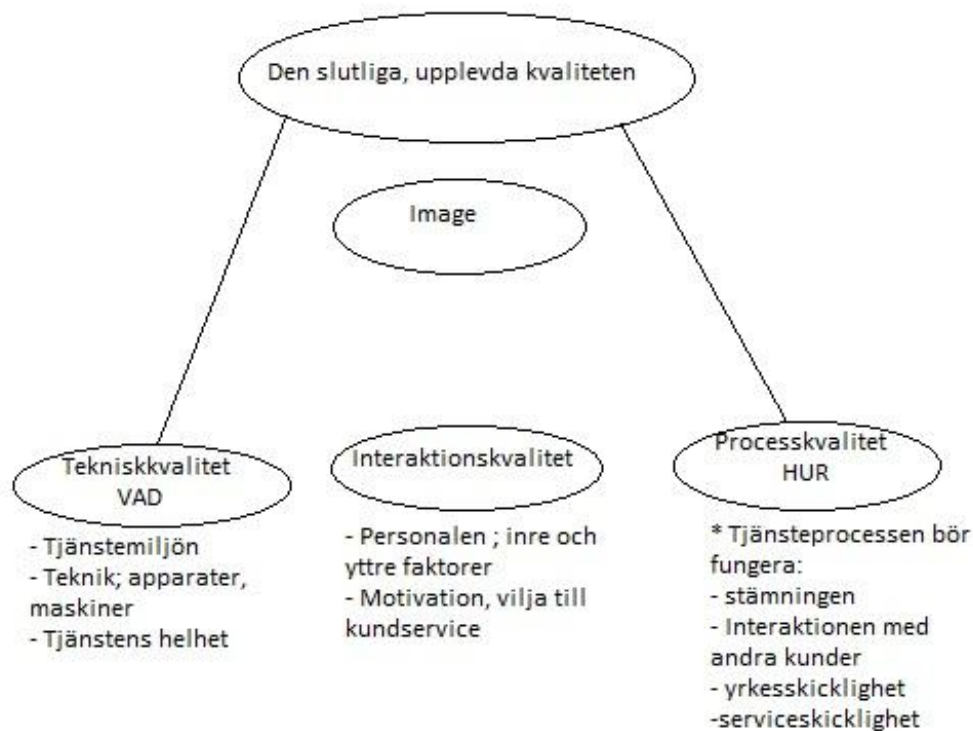 Den slutliga, upplevda kvaliteten
Image
Tekniskkvalitet
VAD
- Tjänstemiljön
- Teknik; apparater,
maskiner
- Tjänstens helhet
Interaktionskvalitet
- Personalen ; inre och
yttre faktorer
- Motivation, vilja till
kundservice
Processkvalitet
HUR
* Tjänsteprocessen bör
fungera:
- stämningen
- Interaktionen med
andra kunder
- yrkesskicklighet
-serviceskicklighet